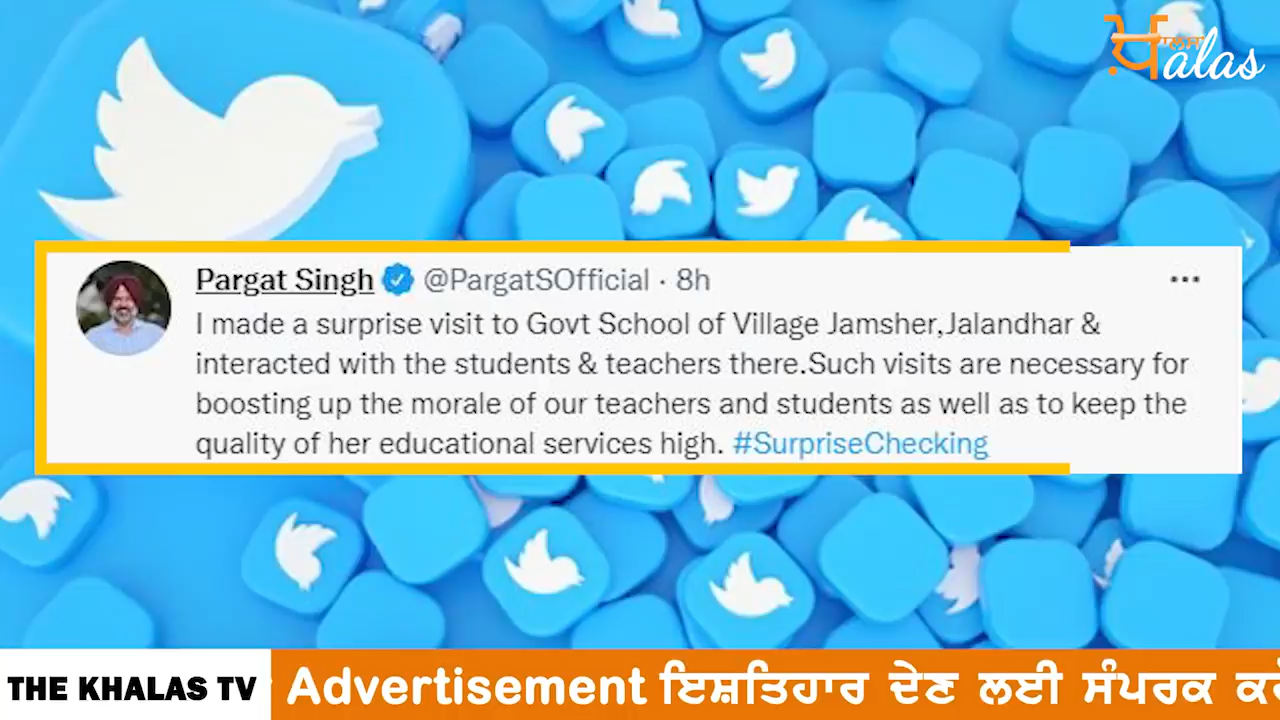 ਖ਼ਾਲਸ
Khalas
Pargat Singh @PargatSOfficial · 8h
I made a surprise visit to Govt School of Village Jamsher,Jalandhar &
interacted with the students & teachers there.Such visits are necessary for
boosting up the morale of our teachers and students as well as to keep the
quality of her educational services high. #SurpriseChecking
THE KHALAS TV
Advertisement ਇਸ਼ਤਿਹਾਰ ਦੇਣ ਲਈ ਸੰਪਰਕ